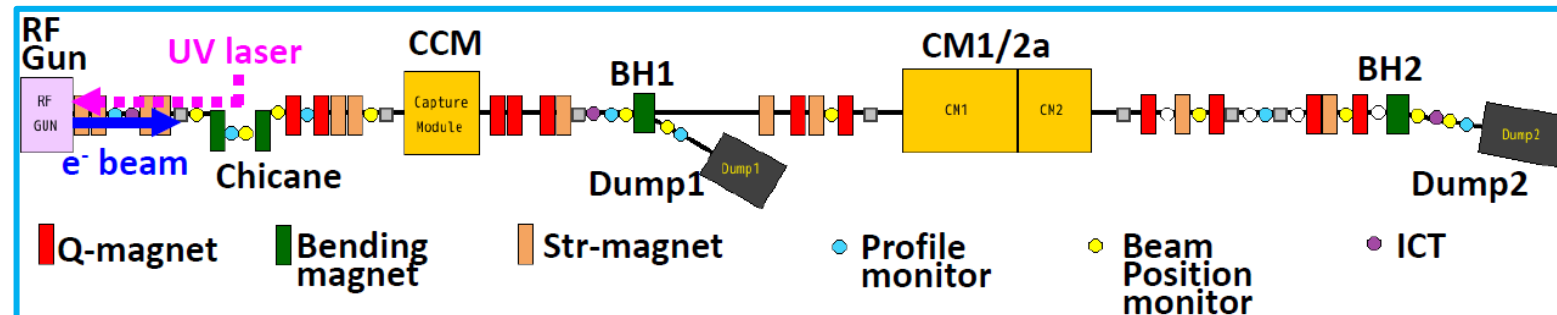 RF
Gun
UV laser
CCM
CM1/2a
BH1
BH2
RF
GUN
Capture
Module
CM1
CM2
Dump1
Dump2
e- beam
Chicane
Dump1
Dump2
Q-magnet
Bending
magnet
Str-magnet
Profile
monitor
Beam
Position
monitor
ICT